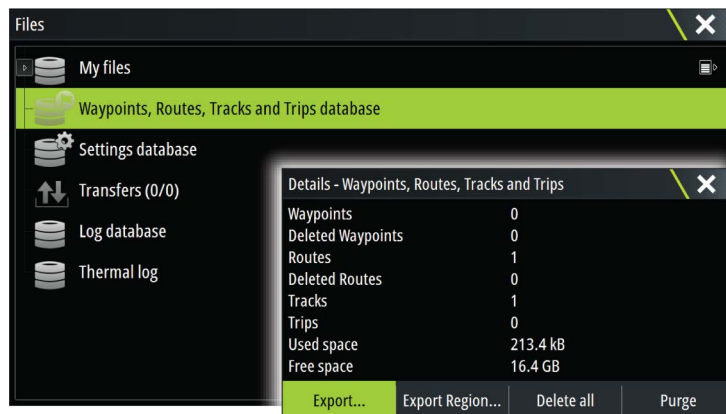 Files
My files
Waypoints, Routes, Tracks and Trips database
Settings database
Transfers (0/0)
Log database
Thermal log
Details - Waypoints, Routes, Tracks and Trips
Waypoints 0
Deleted Waypoints 0
Routes 1
Deleted Routes 0
Tracks 1
Trips 0
Used space 213.4 kB
Free space 16.4 GB
Export... Export Region... Delete all Purge